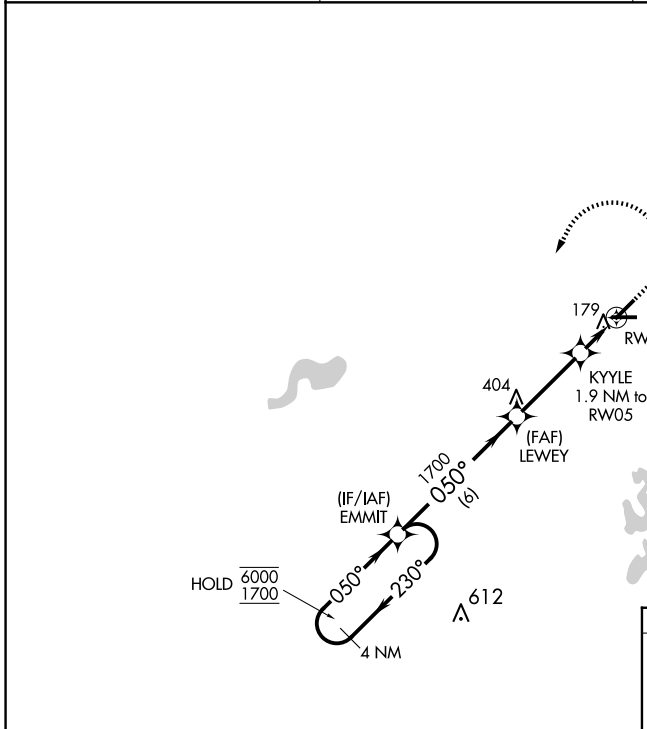 179
RW
KYYLE
1.9 NM to
RW05
404
(FAF)
LEWEY
1700
050°
(6)
(IF/IAF)
EMMIT
HOLD 6000
1700
050°
230°
612
4 NM